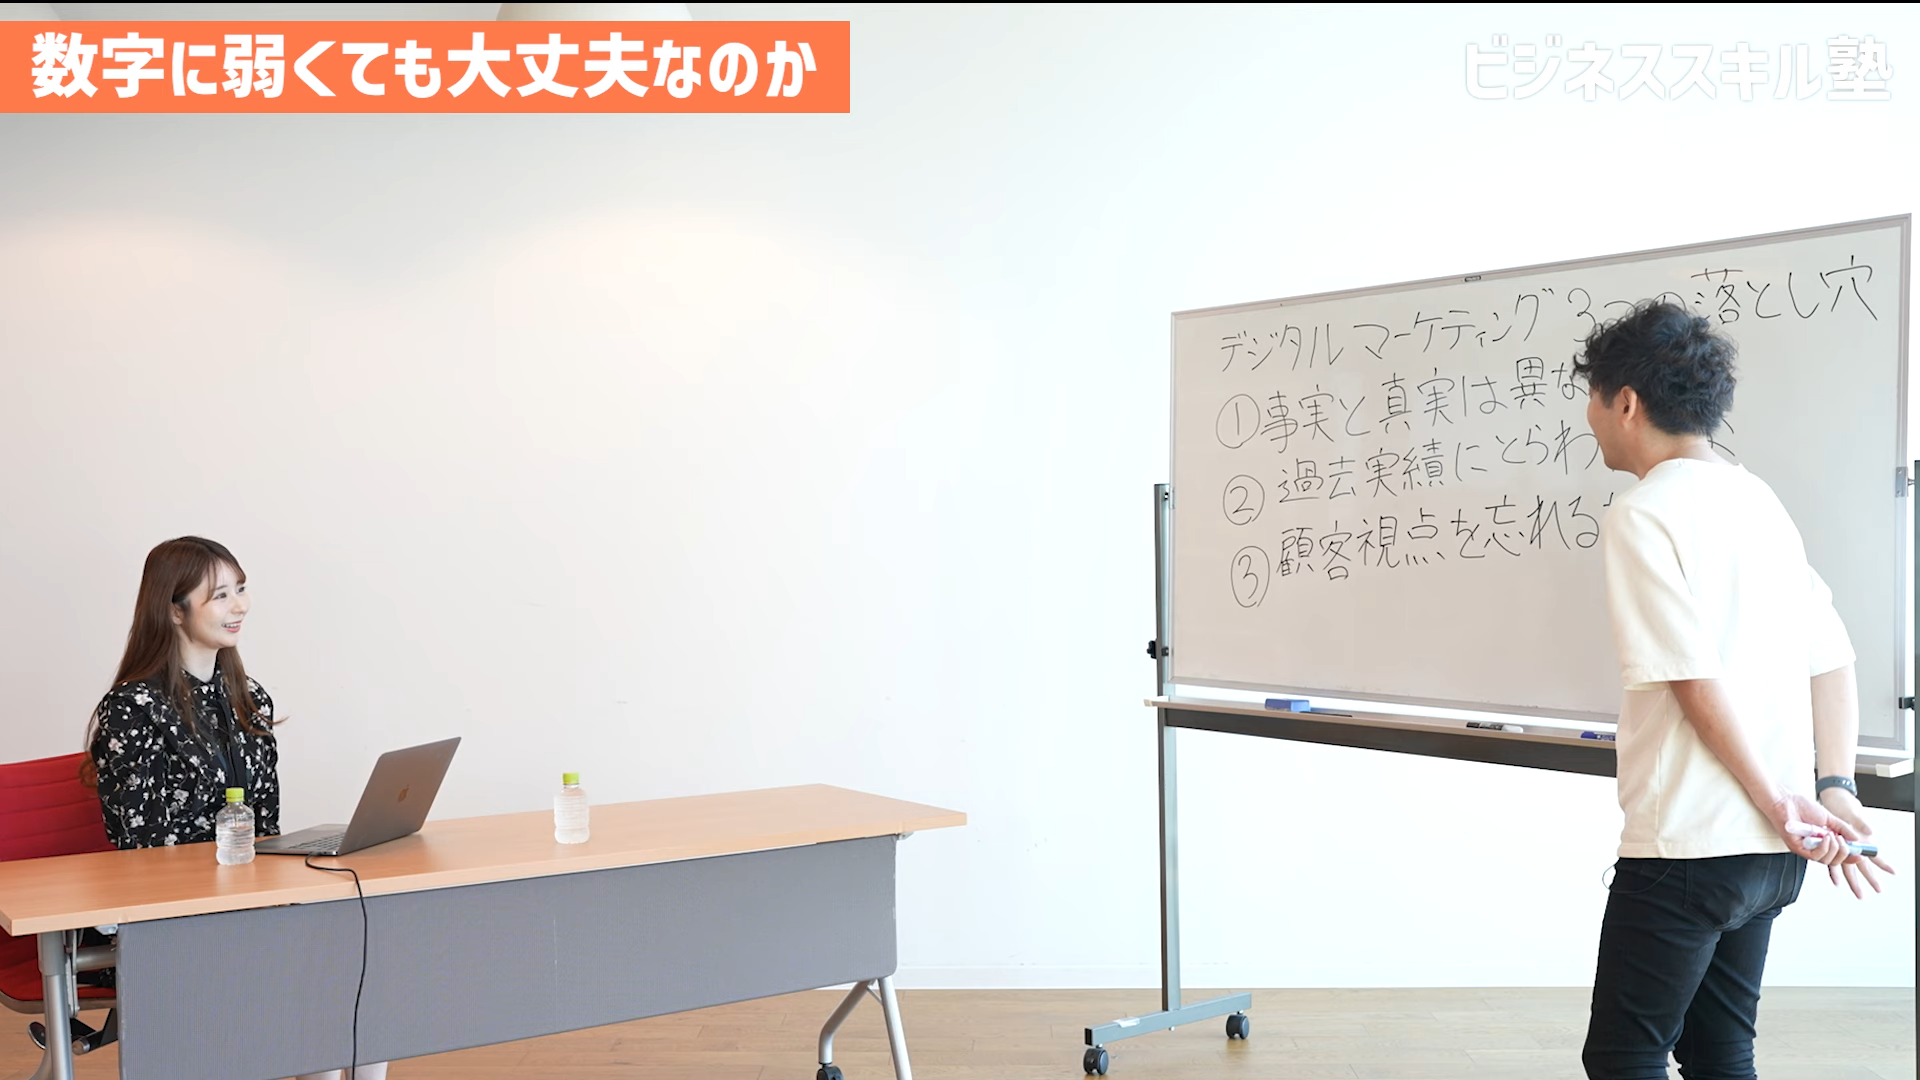 数字に弱くても大丈夫なのか
ビジネススキル塾
デジタルマーケティング 3つの落とし穴
①事実と真実は異な
②過去実績にとらわ
③顧客視点を忘れる